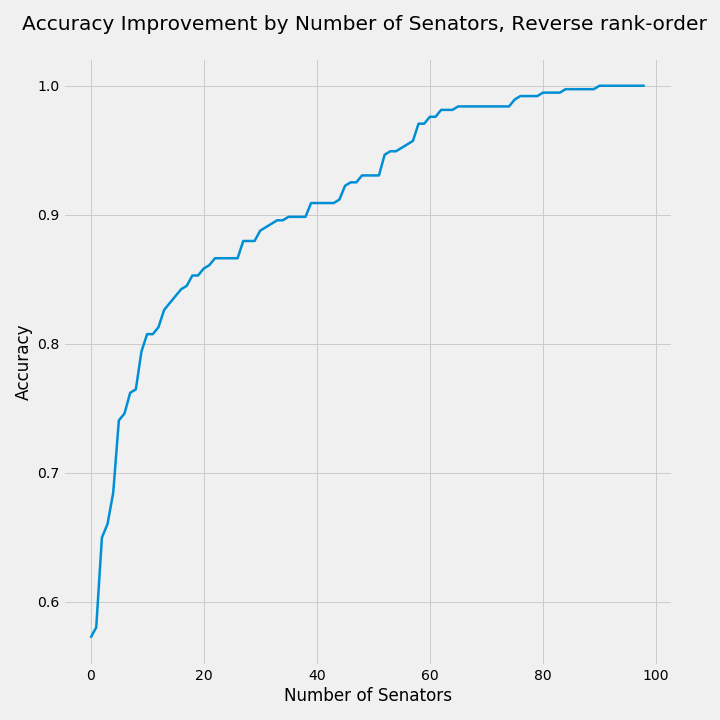 Accuracy Improvement by Number of Senators, Reverse rank-order
1.0
0.9
0.8
0.7
0.6
Accuracy
0 20 40 60 80 100
Number of Senators